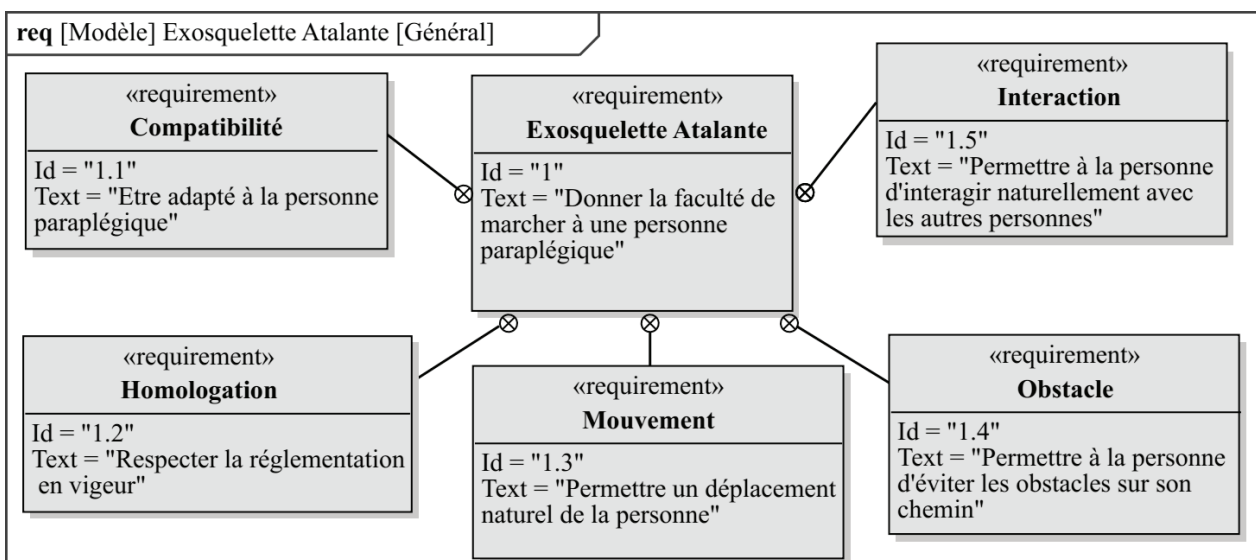 req [Modèle] Exosquelette Atalante [Général]
«requirement»
Compatibilité
Id = "1.1"
Text = "Etre adapté à la personne
paraplégique"
«requirement»
Exosquelette Atalante
Id = "1"
Text = "Donner la faculté de
marcher à une personne
paraplégique"
«requirement»
Interaction
Id = "1.5"
Text = "Permettre à la personne
d'interagir naturellement avec
les autres personnes"
«requirement»
Homologation
Id = "1.2"
Text = "Respecter la réglementation
en vigeur"
«requirement»
Mouvement
Id = "1.3"
Text = "Permettre un déplacement
naturel de la personne"
«requirement»
Obstacle
Id = "1.4"
Text = "Permettre à la personne
d'éviter les obstacles sur son
chemin"